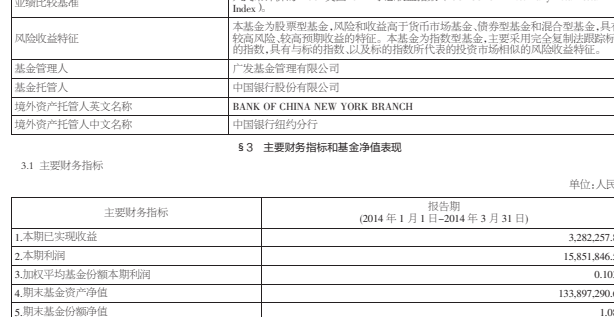 业绩比较基准
Index）。
风险收益特征
本基金为股票型基金，风险和收益高于货币市场基金、债券型基金和混合型基金，具有
较高风险、较高预期收益的特征。本基金为指数型基金，主要采用完全复制法跟踪标
的指数，具有与标的指数、以及标的指数所代表的投资市场相似的风险收益特征。
基金管理人 广发基金管理有限公司
基金托管人 中国银行股份有限公司
境外资产托管人英文名称 BANK OF CHINA NEW YORK BRANCH
境外资产托管人中文名称 中国银行纽约分行
§3 主要财务指标和基金净值表现
3.1 主要财务指标
单位：人民
主要财务指标
报告期
(2014 年 1 月 1 日-2014 年 3 月 31 日)
1.本期已实现收益 3,282,257.
2.本期利润 15,851,846.
3.加权平均基金份额本期利润 0.10
4.期末基金资产净值 133,897,290.
5.期末基金份额净值 1.0